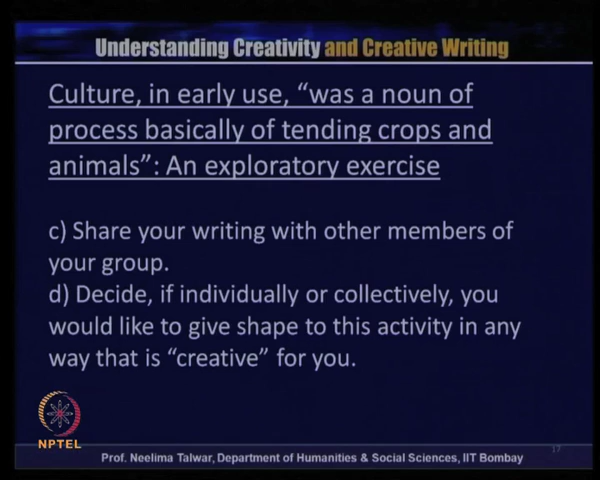 Understanding Creativity and Creative Writing
Culture, in early use, “was a noun of
process basically of tending crops and
animals”: An exploratory exercise
c) Share your writing with other members of
your group.
d) Decide, if individually or collectively, you
would like to give shape to this activity in any
way that is “creative” for you.
NPTEL
Prof. Neelima Talwar, Department of Humanities & Social Sciences, IIT Bombay
17